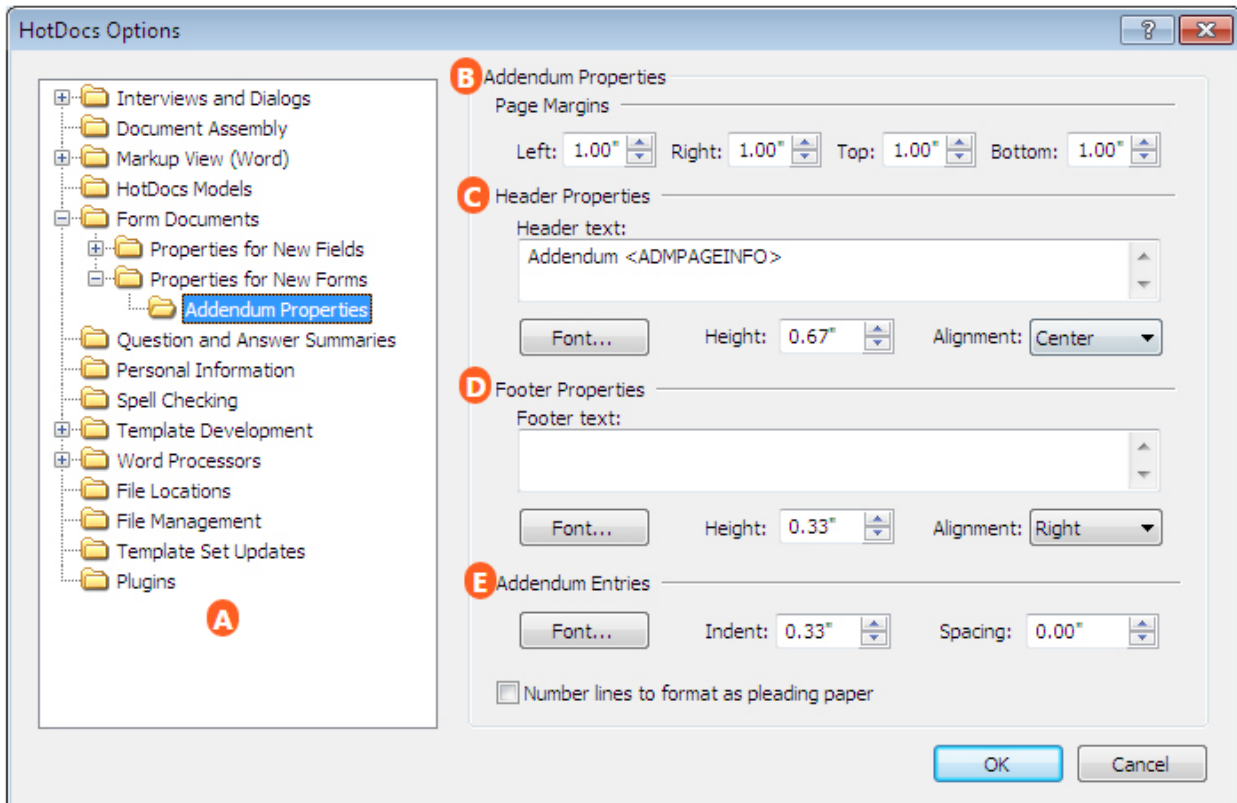 HotDocs Options
Interviews and Dialogs
Document Assembly
Markup View (Word)
HotDocs Models
Form Documents
Properties for New Fields
Properties for New Forms
Addendum Properties
Question and Answer Summaries
Personal Information
Spell Checking
Template Development
Word Processors
File Locations
File Management
Template Set Updates
Plugins
A
B Addendum Properties
Page Margins
Left: 1.00" Right: 1.00" Top: 1.00" Bottom: 1.00"
C Header Properties
Header text:
Addendum <ADMPAGEINFO>
Font... Height: 0.67" Alignment: Center
D Footer Properties
Footer text:
Font... Height: 0.33" Alignment: Right
E Addendum Entries
Font... Indent: 0.33" Spacing: 0.00"
Number lines to format as pleading paper
OK Cancel